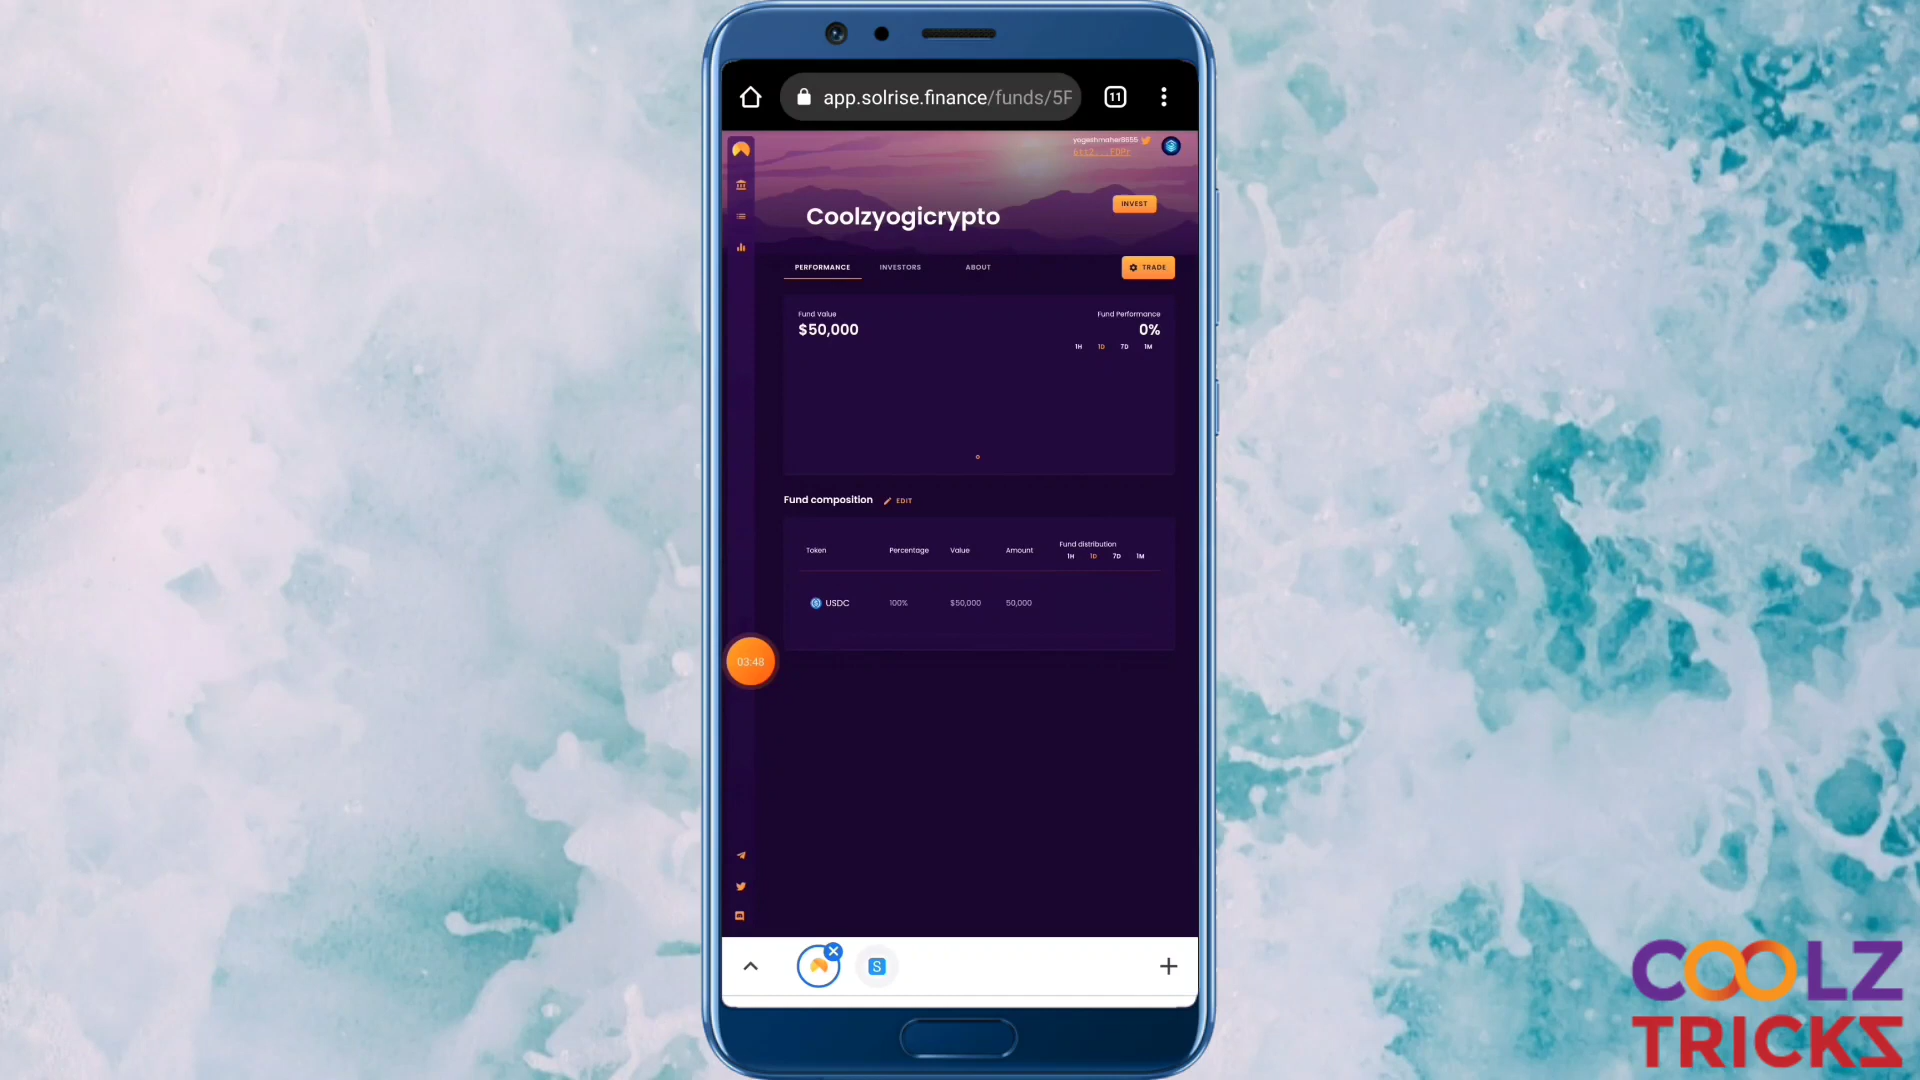 app.solrise.finance/funds/5F
11
yogeshmaher9555
Coolzyogicrypto
INVEST
PERFORMANCE INVESTORS ABOUT
TRADE
Fund Value
$50,000
Fund Performance
0%
1H 1D 7D 1M
Fund composition EDIT
Token Percentage Value Amount
Fund distribution
1H 1D 7D 1M
USDC 100% $50,000 50,000
03:48
S
COOLZ
TRICKS